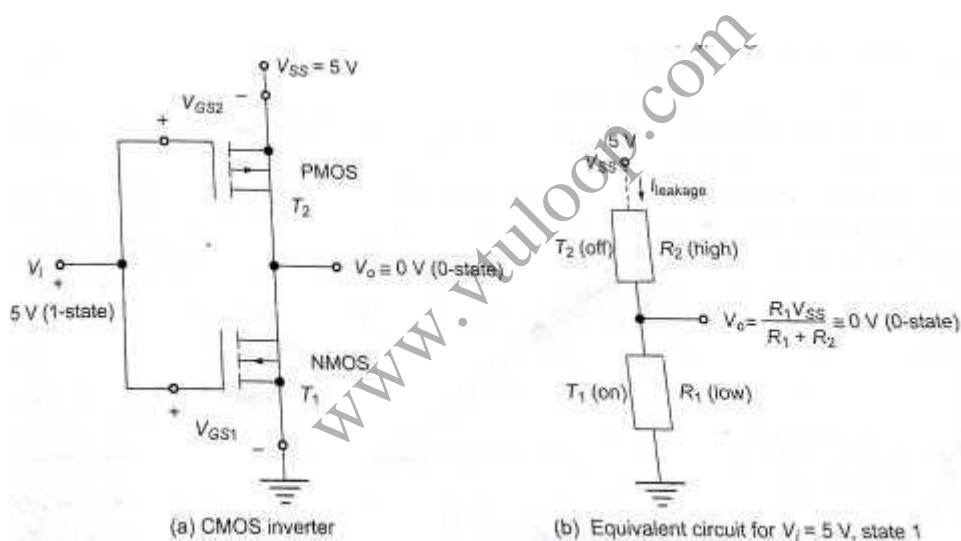 V_SS = 5 V
V_GS2
–
+
PMOS
T_2
V_i
+
5 V (1-state)
V_o ≅ 0 V (0-state)
NMOS
T_1
+
V_GS1
–
(a) CMOS inverter
5 V
V_SS
I_leakage
T_2 (off)
R_2 (high)
V_o = R_1 V_SS / R_1 + R_2 ≅ 0 V (0-state)
T_1 (on)
R_1 (low)
(b) Equivalent circuit for V_i = 5 V, state 1
www.vtuloop.com